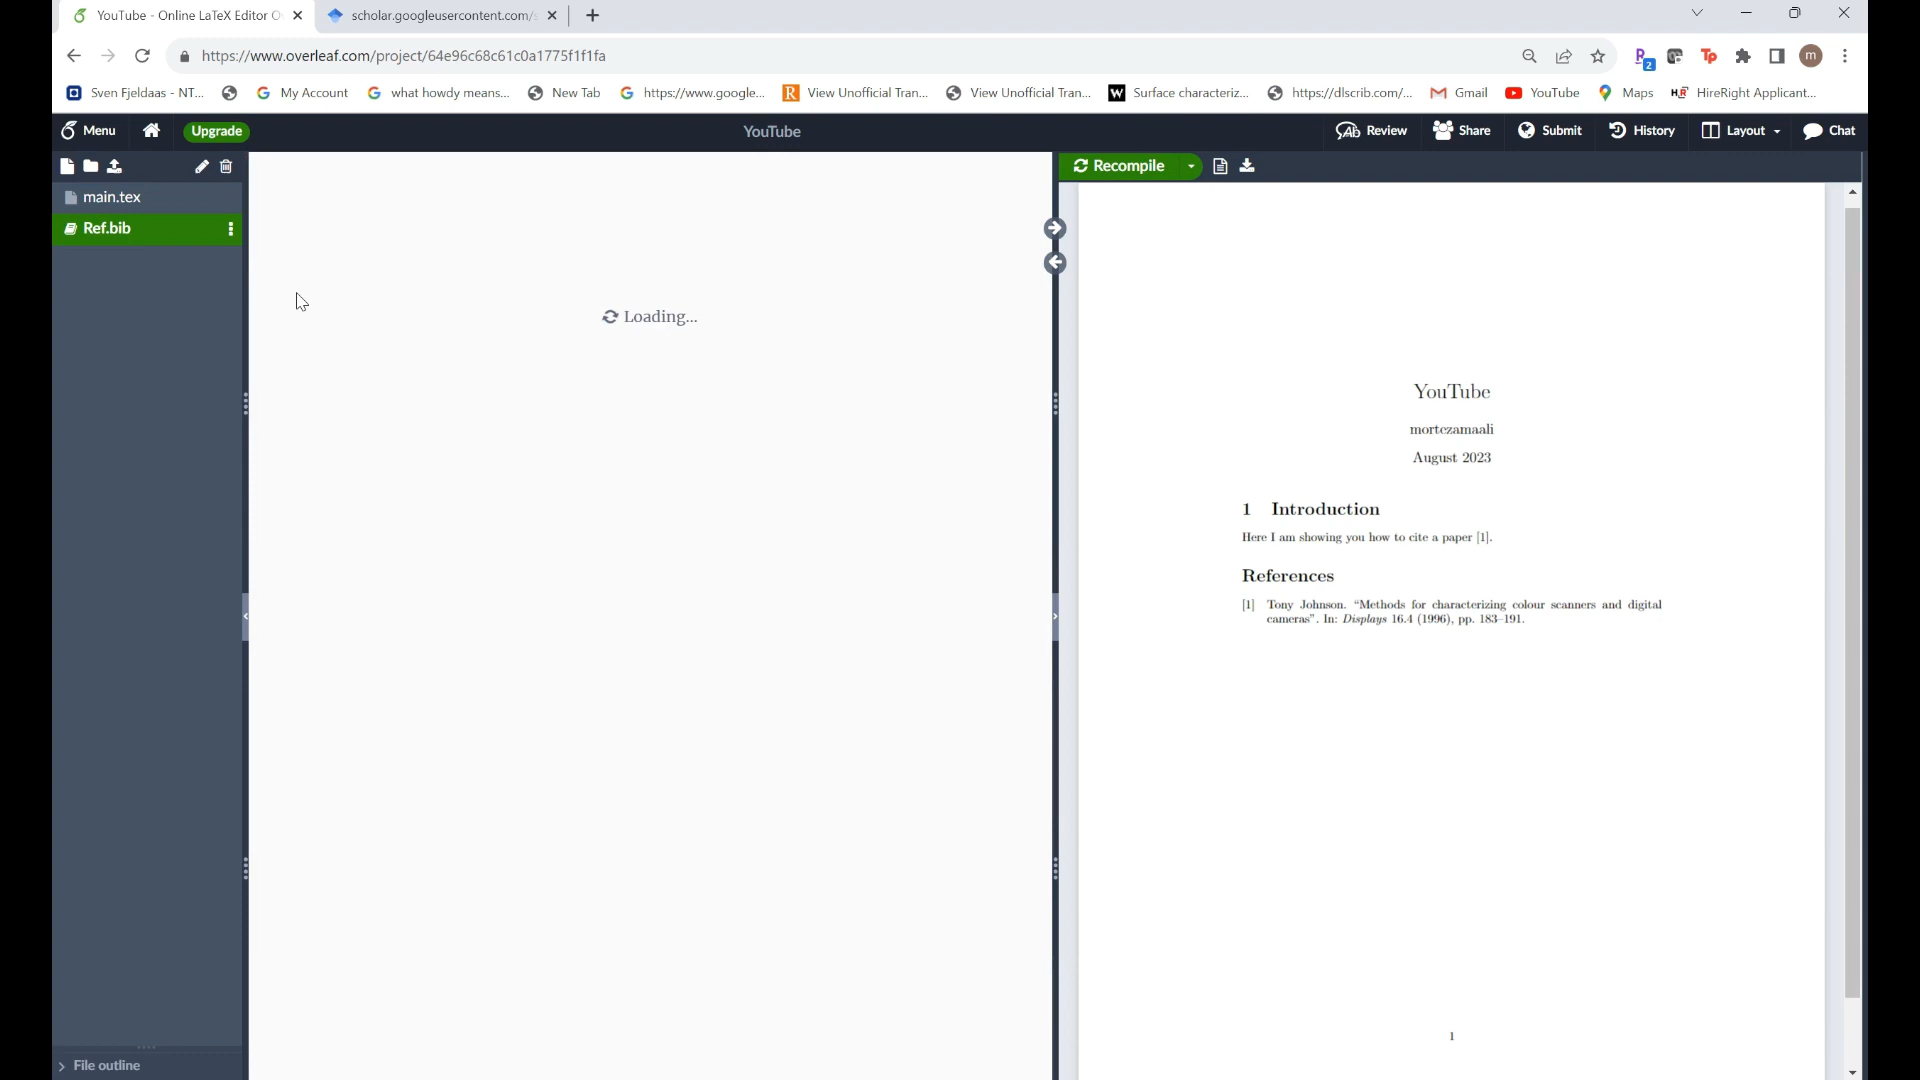 YouTube - Online LaTeX Editor O
scholar.googleusercontent.com/
https://www.overleaf.com/project/64e96c68c61c0a1775f1f1fa
2
m
Sven Fjeldaas - NT...
My Account
what howdy means...
New Tab
https://www.google...
View Unofficial Tran...
View Unofficial Tran...
Surface characteriz...
https://dlscrib.com/...
Gmail
YouTube
Maps
HireRight Applicant...
Menu
Upgrade
YouTube
Review
Share
Submit
History
Layout
Chat
main.tex
Ref.bib
Recompile
Loading...
YouTube
mortezamaali
August 2023
1 Introduction
Here I am showing you how to cite a paper [1].
References
[1] Tony Johnson. “Methods for characterizing colour scanners and digital
cameras”. In: Displays 16.4 (1996), pp. 183–191.
1
File outline